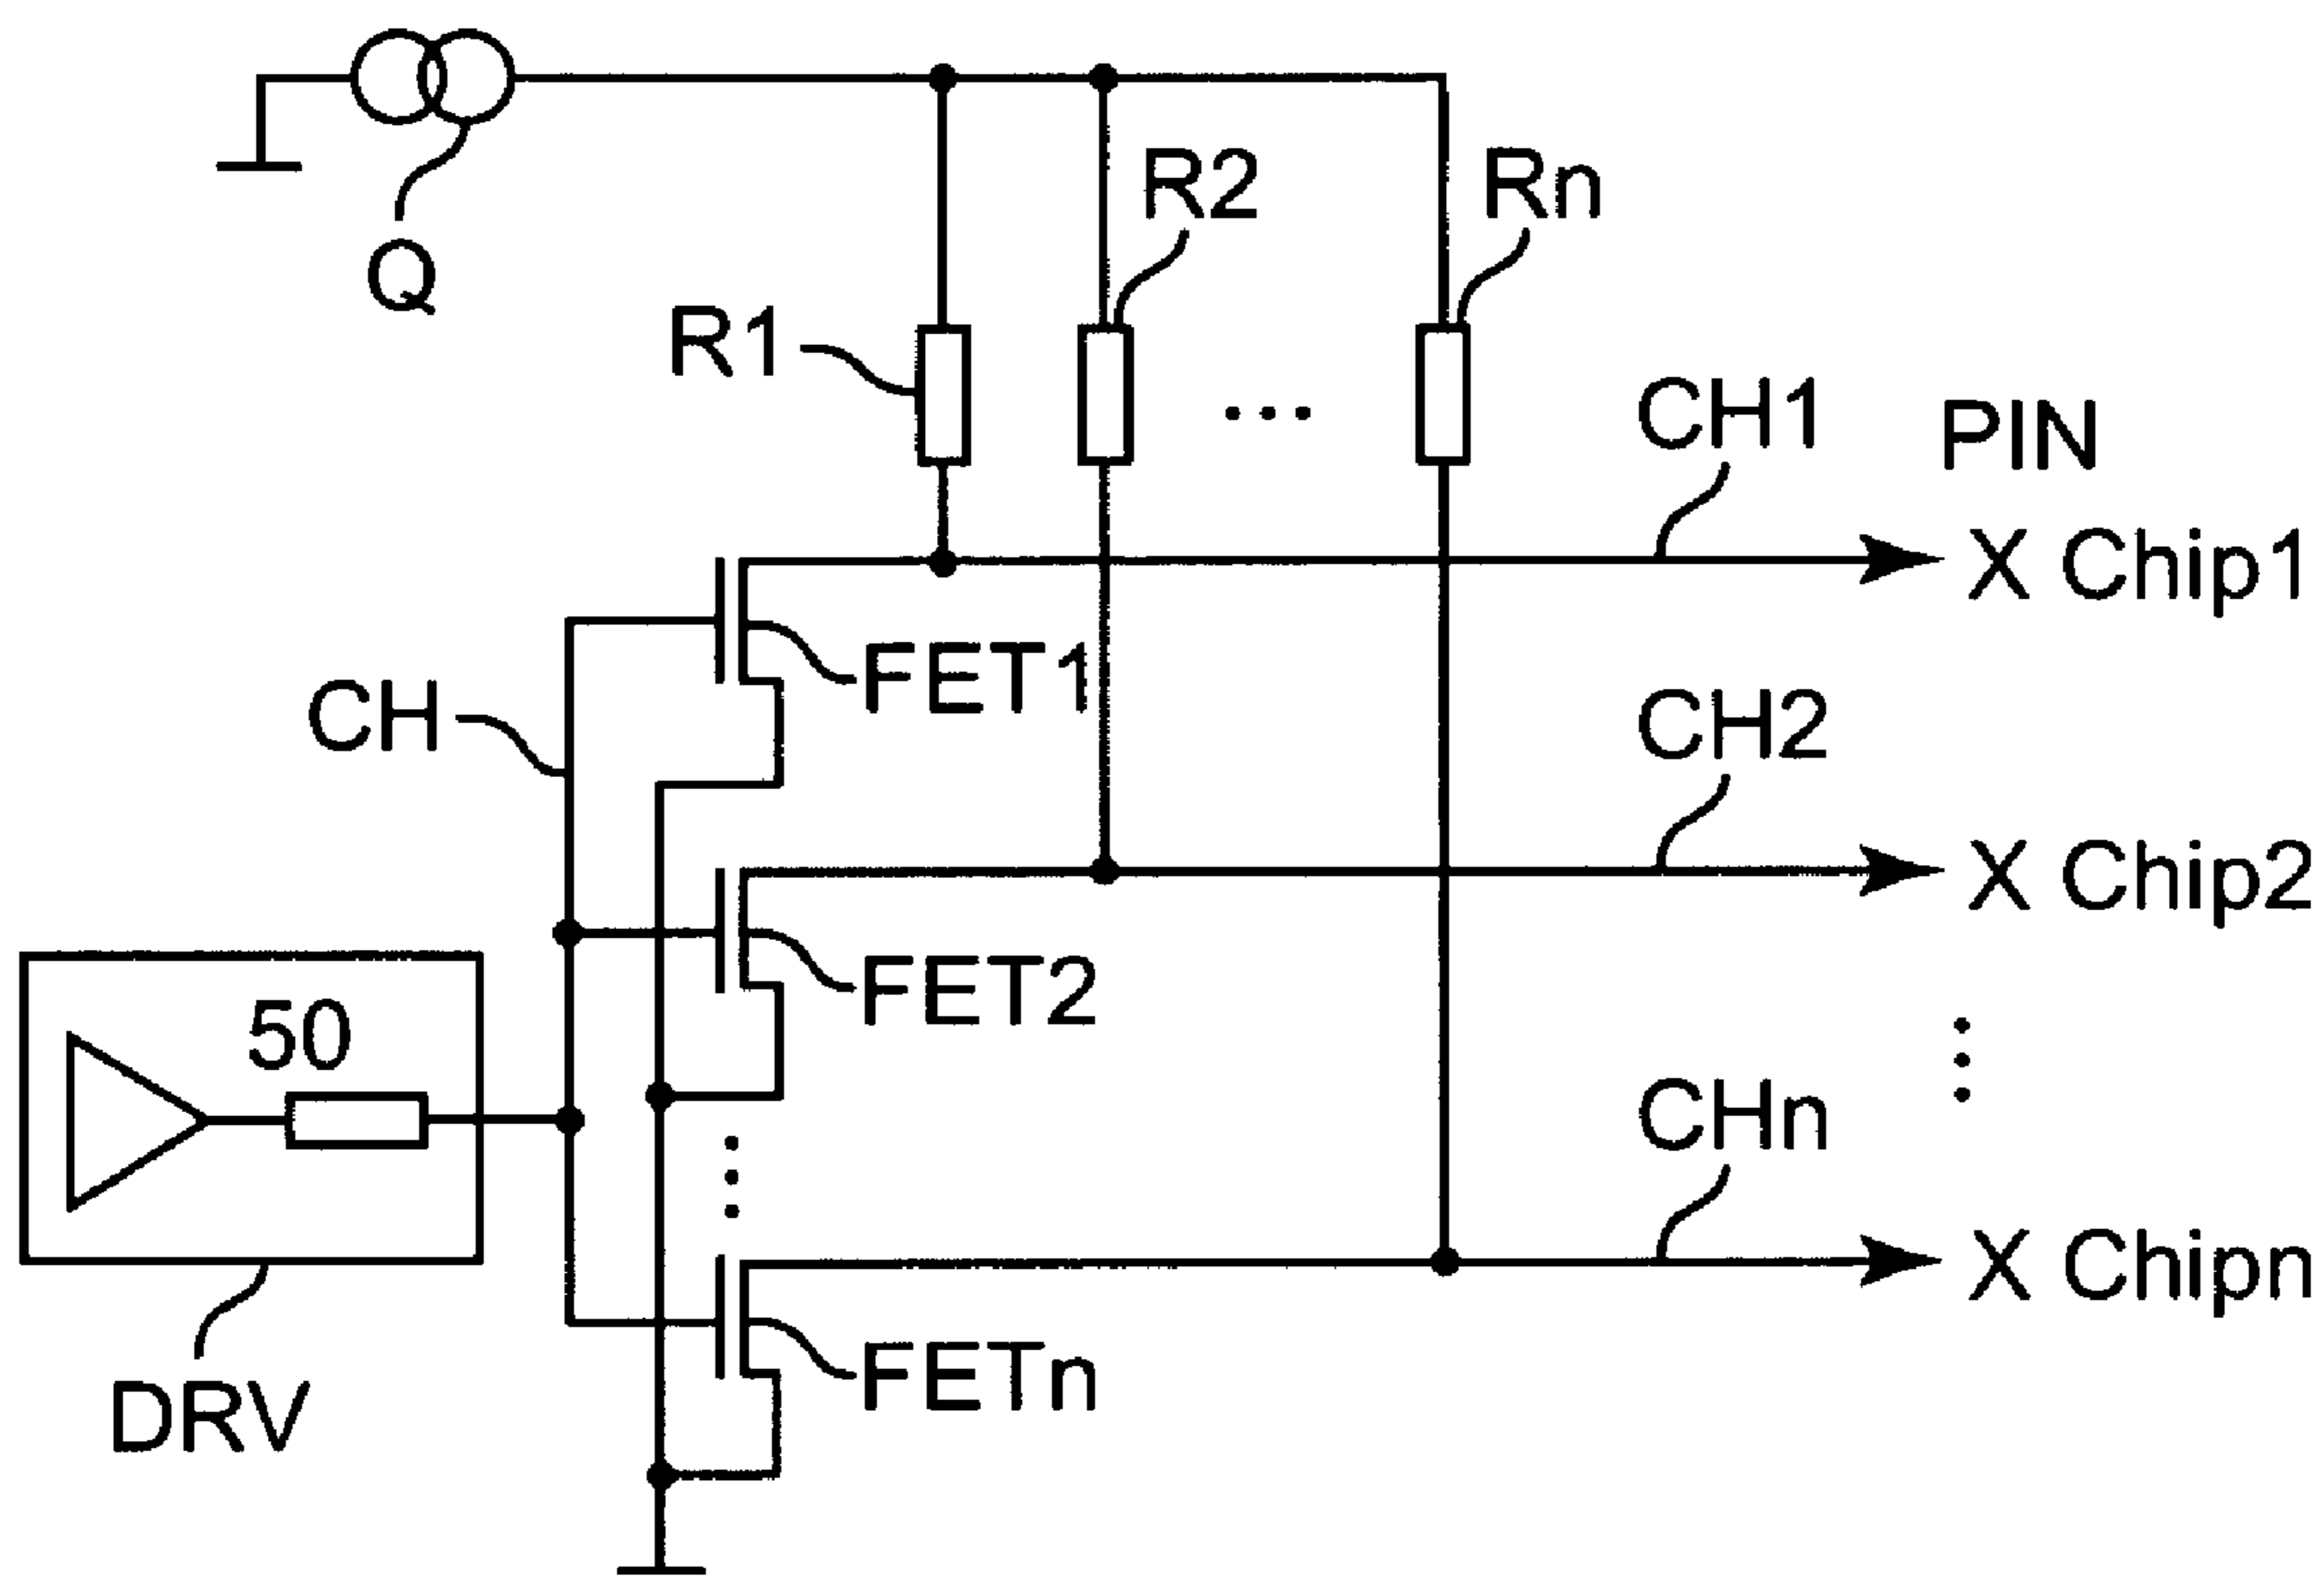 Q
R1
R2
Rn
CH1
PIN
X Chip1
FET1
CH
CH2
X Chip2
FET2
50
CHn
X Chipn
FETn
DRV